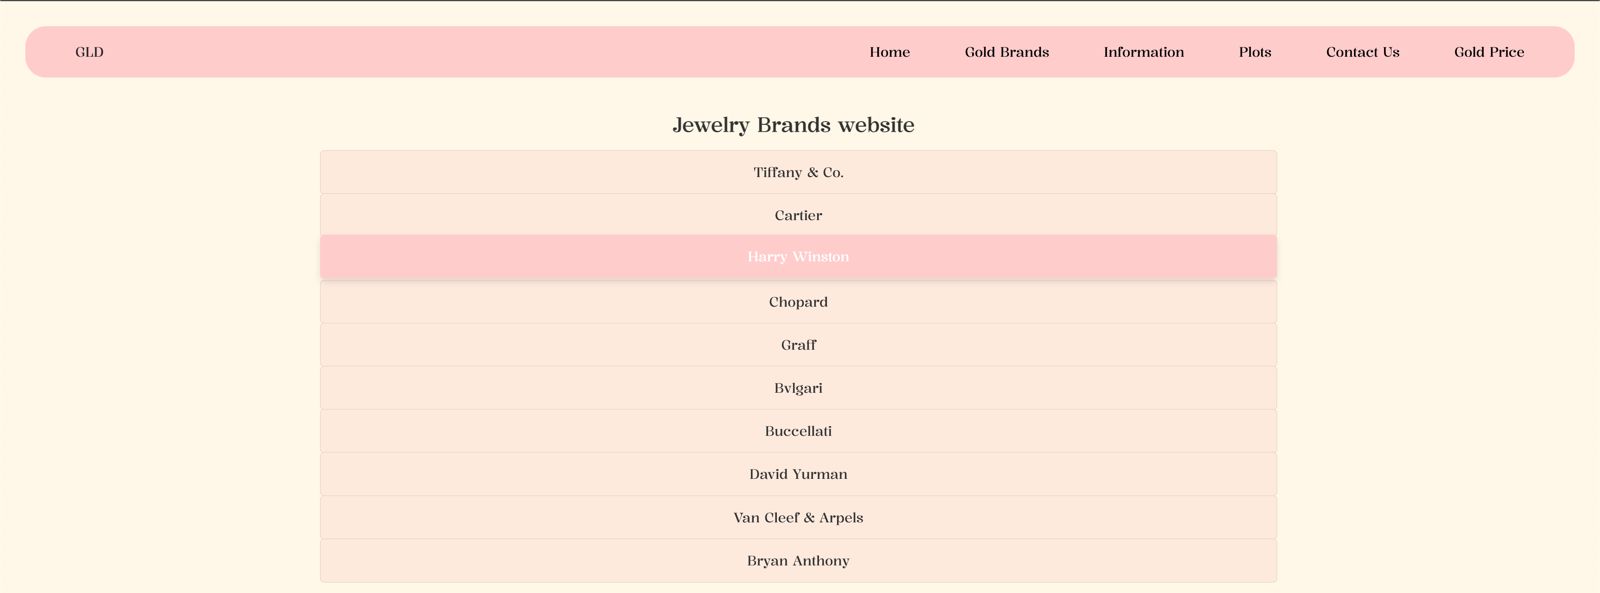 GLD Home Gold Brands Information Plots Contact Us Gold Price
Jewelry Brands website
Tiffany & Co.
Cartier
Harry Winston
Chopard
Graff
Bvlgari
Buccellati
David Yurman
Van Cleef & Arpels
Bryan Anthony